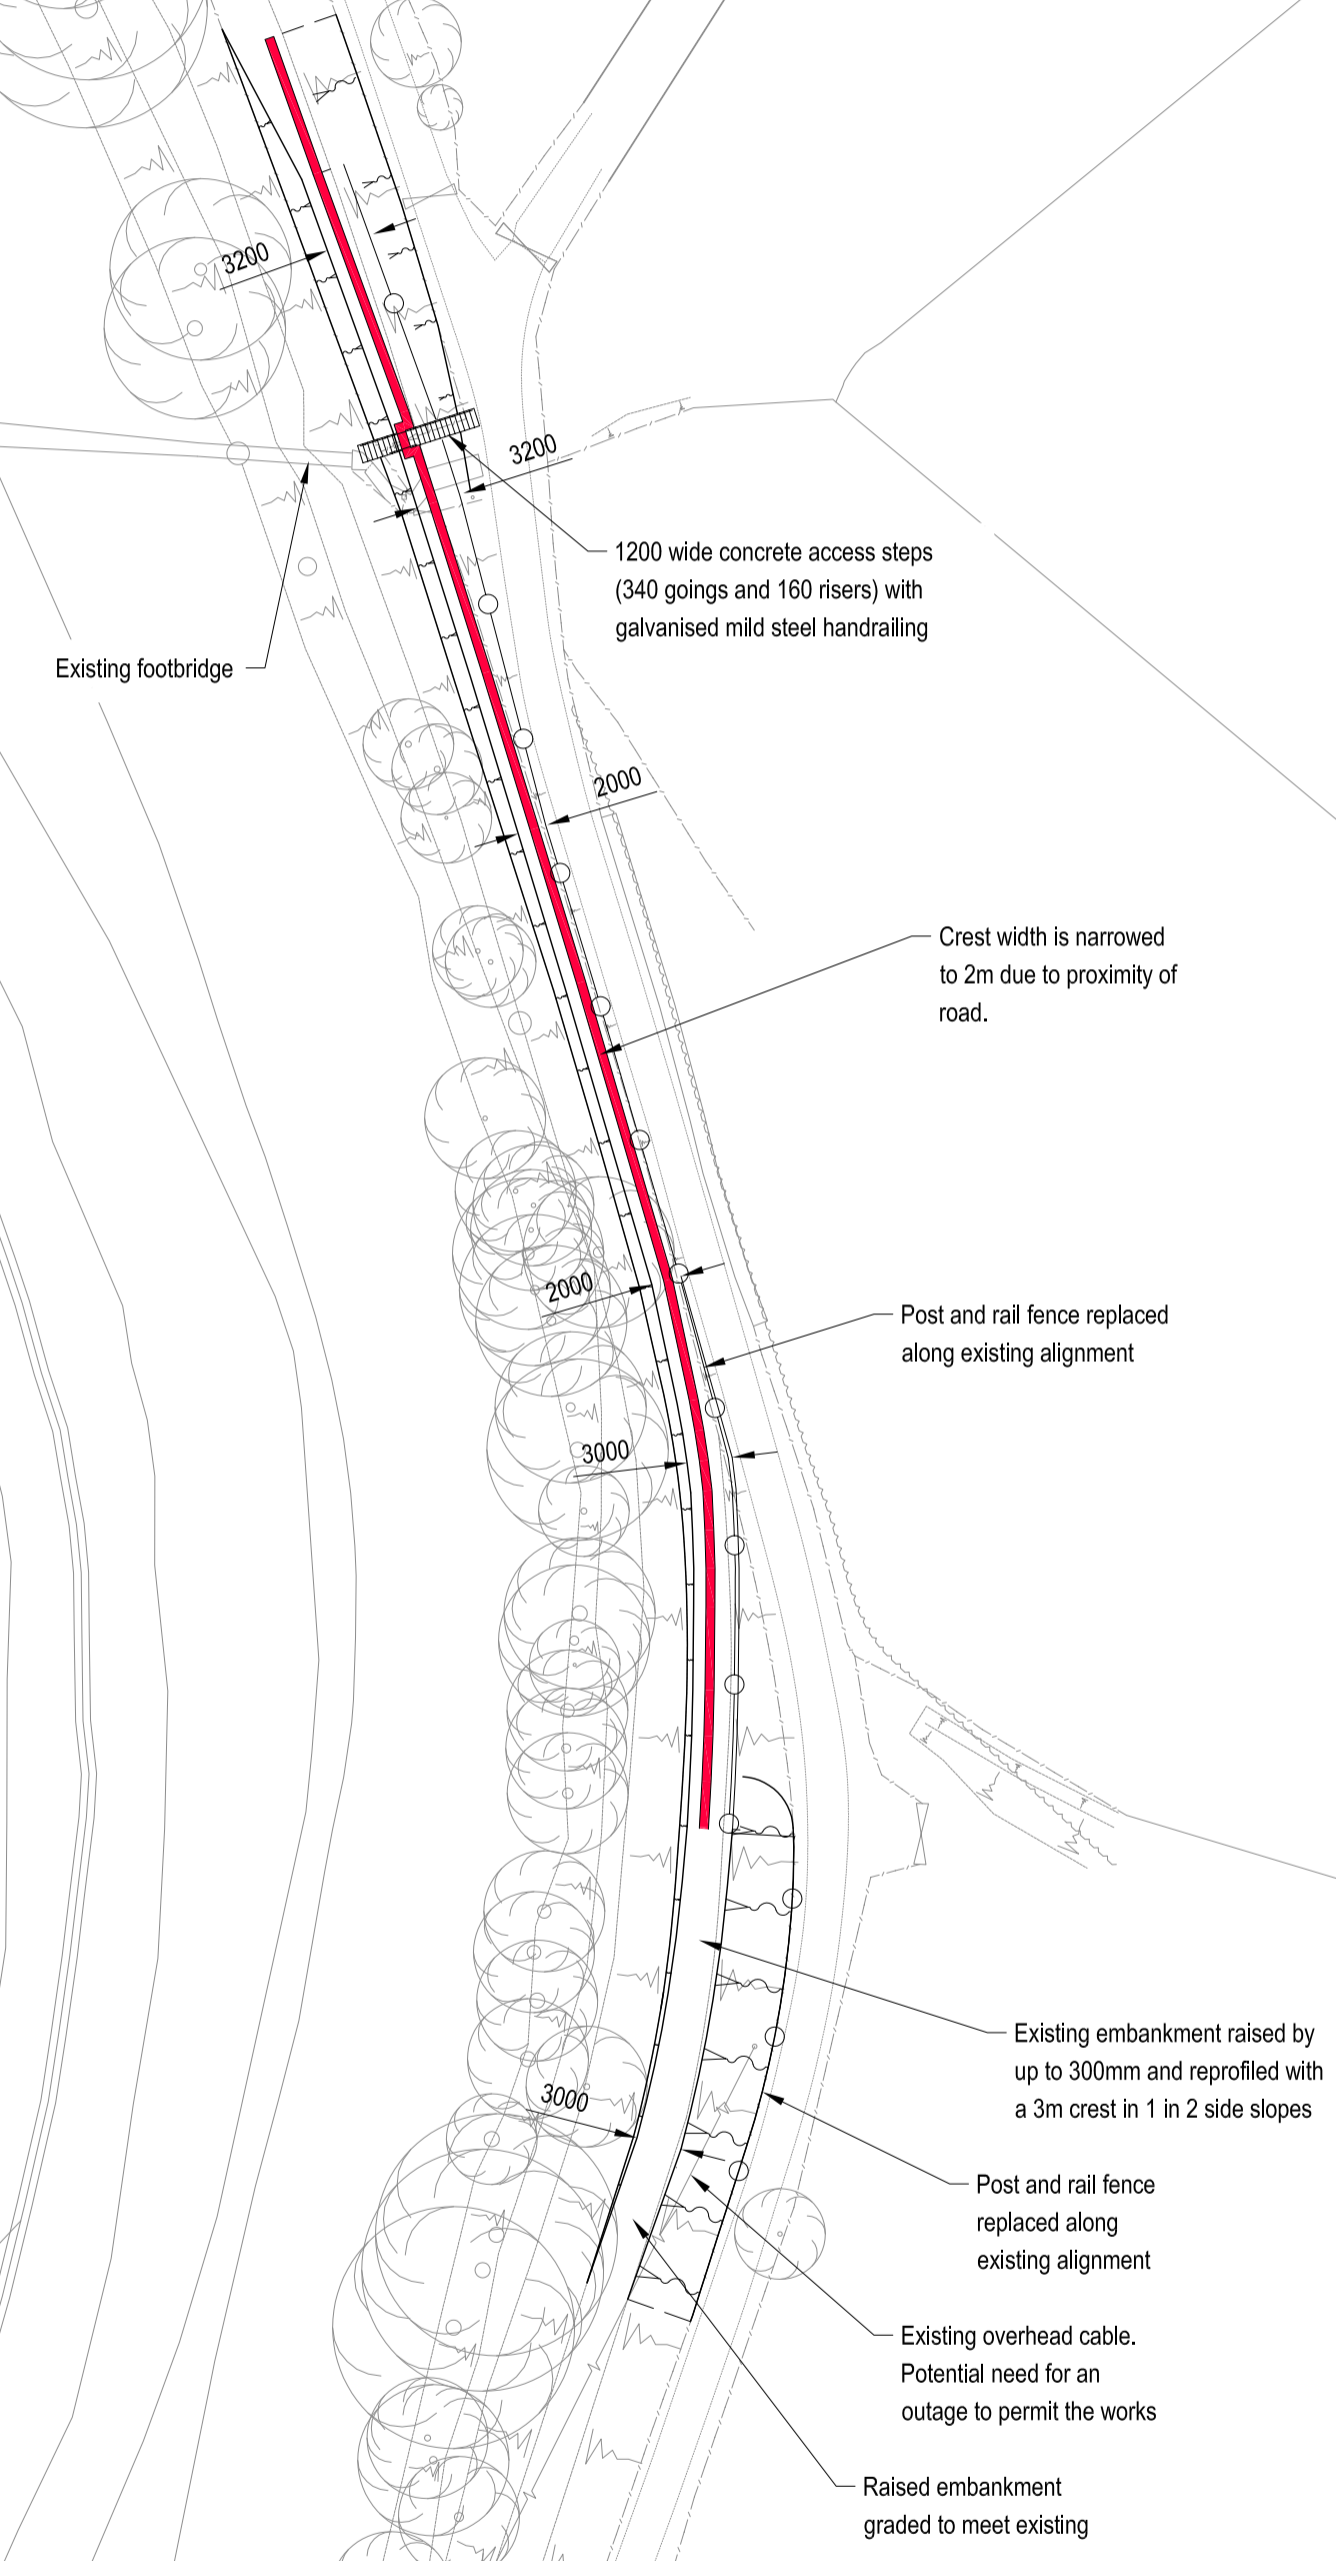 3200
3200
1200 wide concrete access steps
(340 goings and 160 risers) with
galvanised mild steel handrailing
Existing footbridge
2000
Crest width is narrowed
to 2m due to proximity of
road.
2000
Post and rail fence replaced
along existing alignment
3000
Existing embankment raised by
up to 300mm and reprofiled with
a 3m crest in 1 in 2 side slopes
3000
Post and rail fence
replaced along
existing alignment
Existing overhead cable.
Potential need for an
outage to permit the works
Raised embankment
graded to meet existing